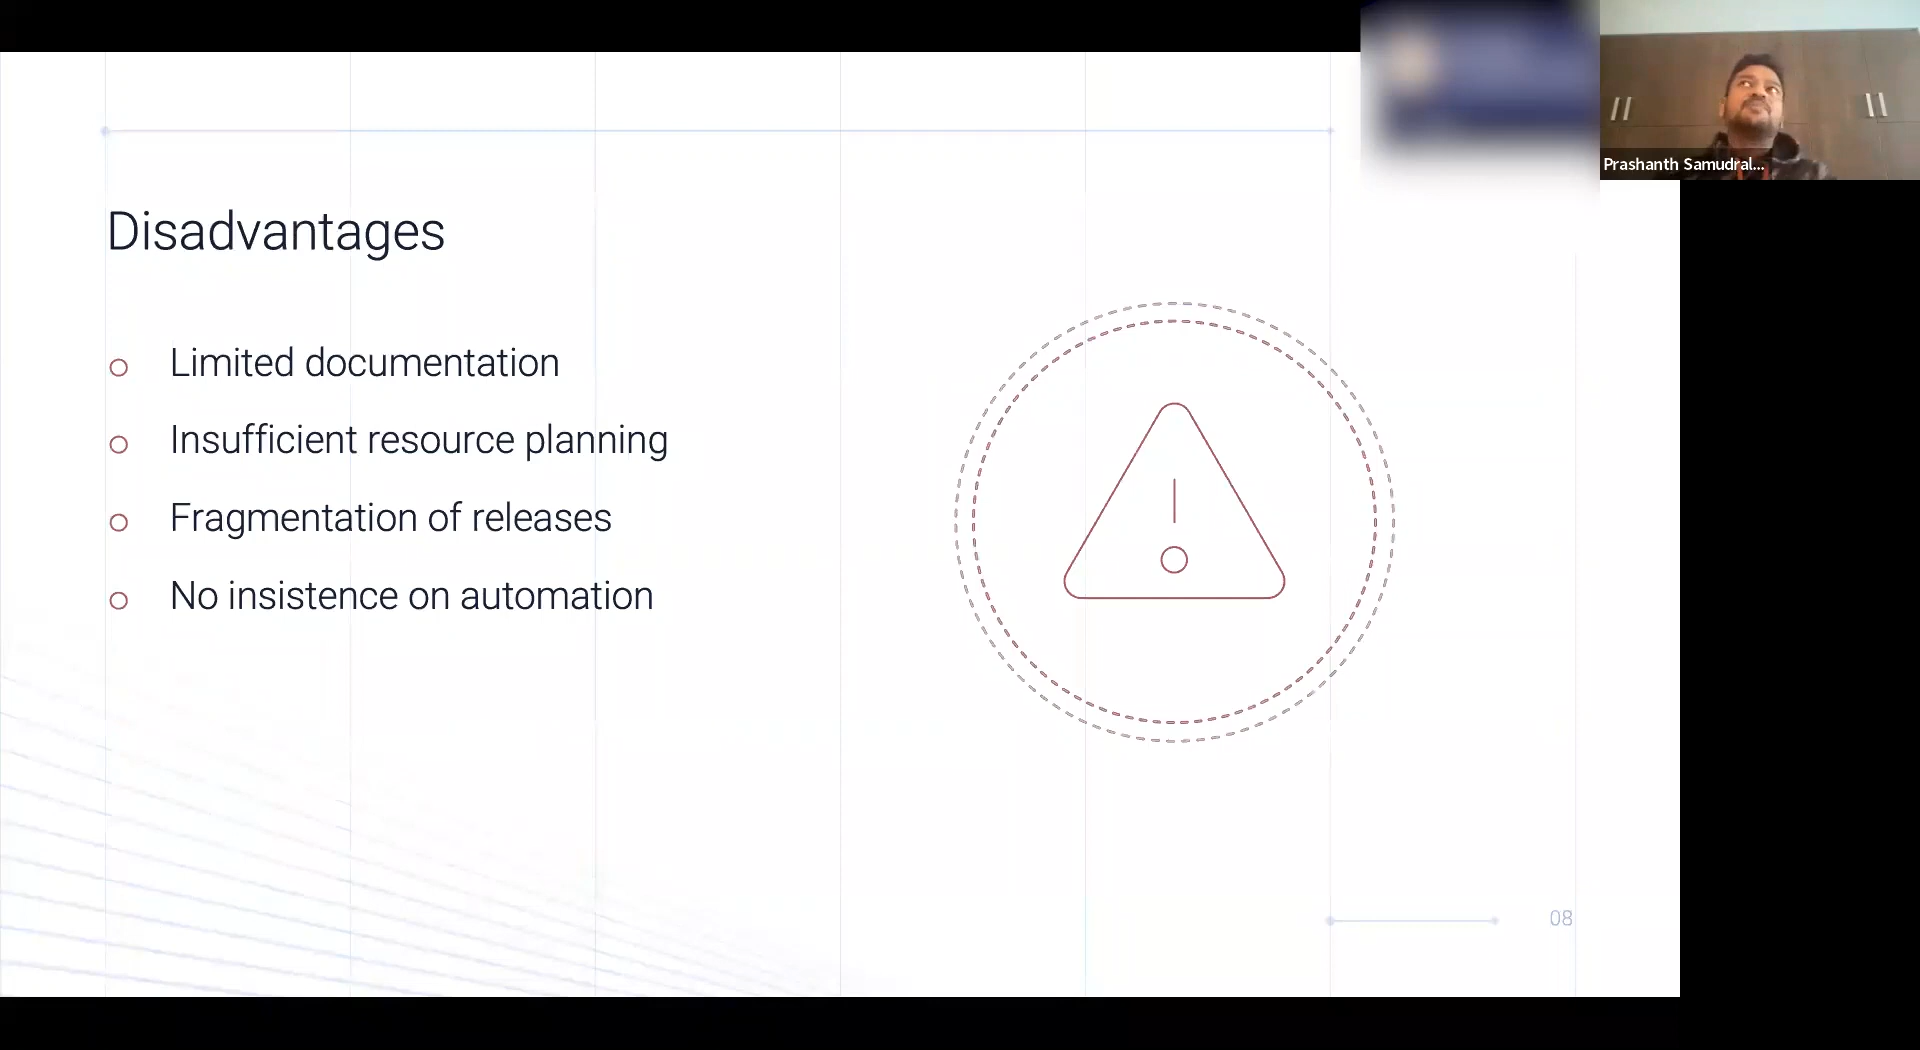 Prashanth Samudral...
Disadvantages
Limited documentation
Insufficient resource planning
Fragmentation of releases
No insistence on automation
08